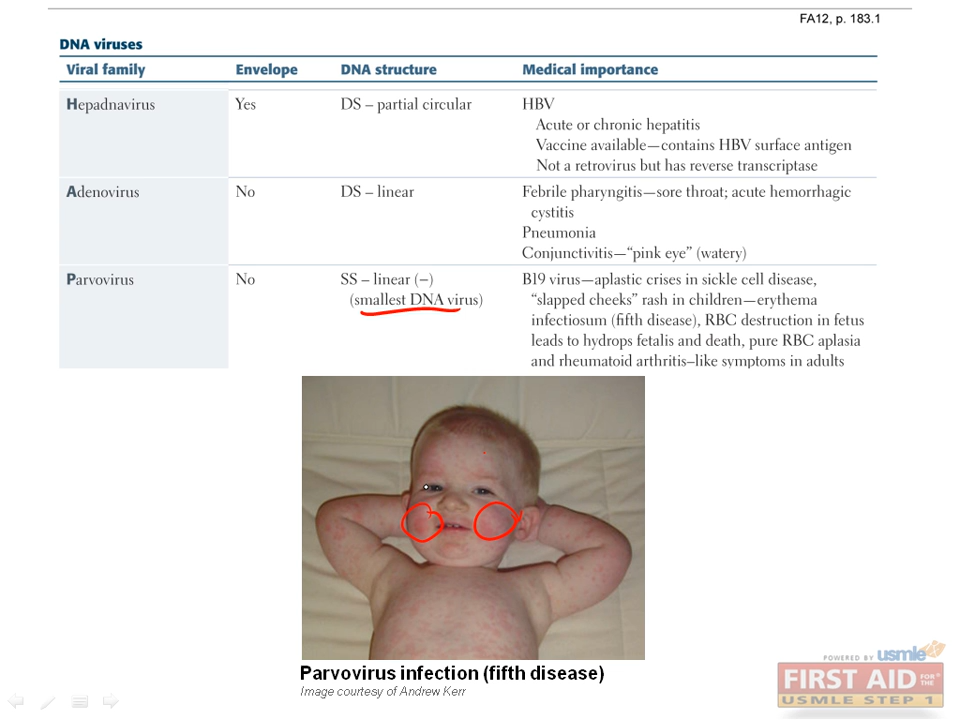 FA12, p. 183.1
DNA viruses
Viral family Envelope DNA structure Medical importance
Hepadnavirus Yes DS – partial circular HBV
Acute or chronic hepatitis
Vaccine available—contains HBV surface antigen
Not a retrovirus but has reverse transcriptase
Adenovirus No DS – linear Febrile pharyngitis—sore throat; acute hemorrhagic
cystitis
Pneumonia
Conjunctivitis—“pink eye” (watery)
Parvovirus No SS – linear (−) B19 virus—aplastic crises in sickle cell disease,
(smallest DNA virus) “slapped cheeks” rash in children—erythema
infectiosum (fifth disease), RBC destruction in fetus
leads to hydrops fetalis and death, pure RBC aplasia
and rheumatoid arthritis–like symptoms in adults
Parvovirus infection (fifth disease)
Image courtesy of Andrew Kerr
POWERED BY usmle
FIRST AID FOR THE
USMLE STEP 1